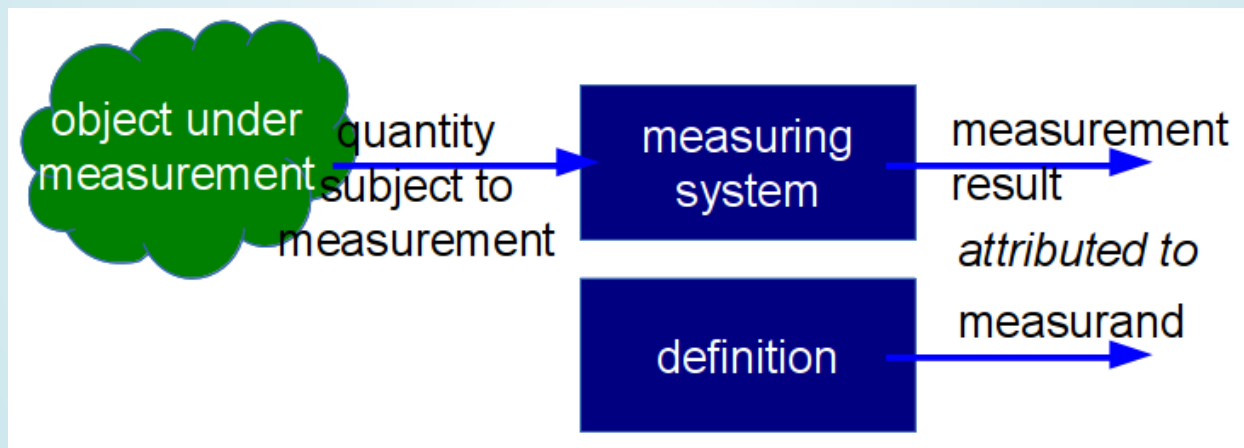 object under
measurement
quantity
subject to
measurement
measuring
system
measurement
result
attributed to
measurand
definition